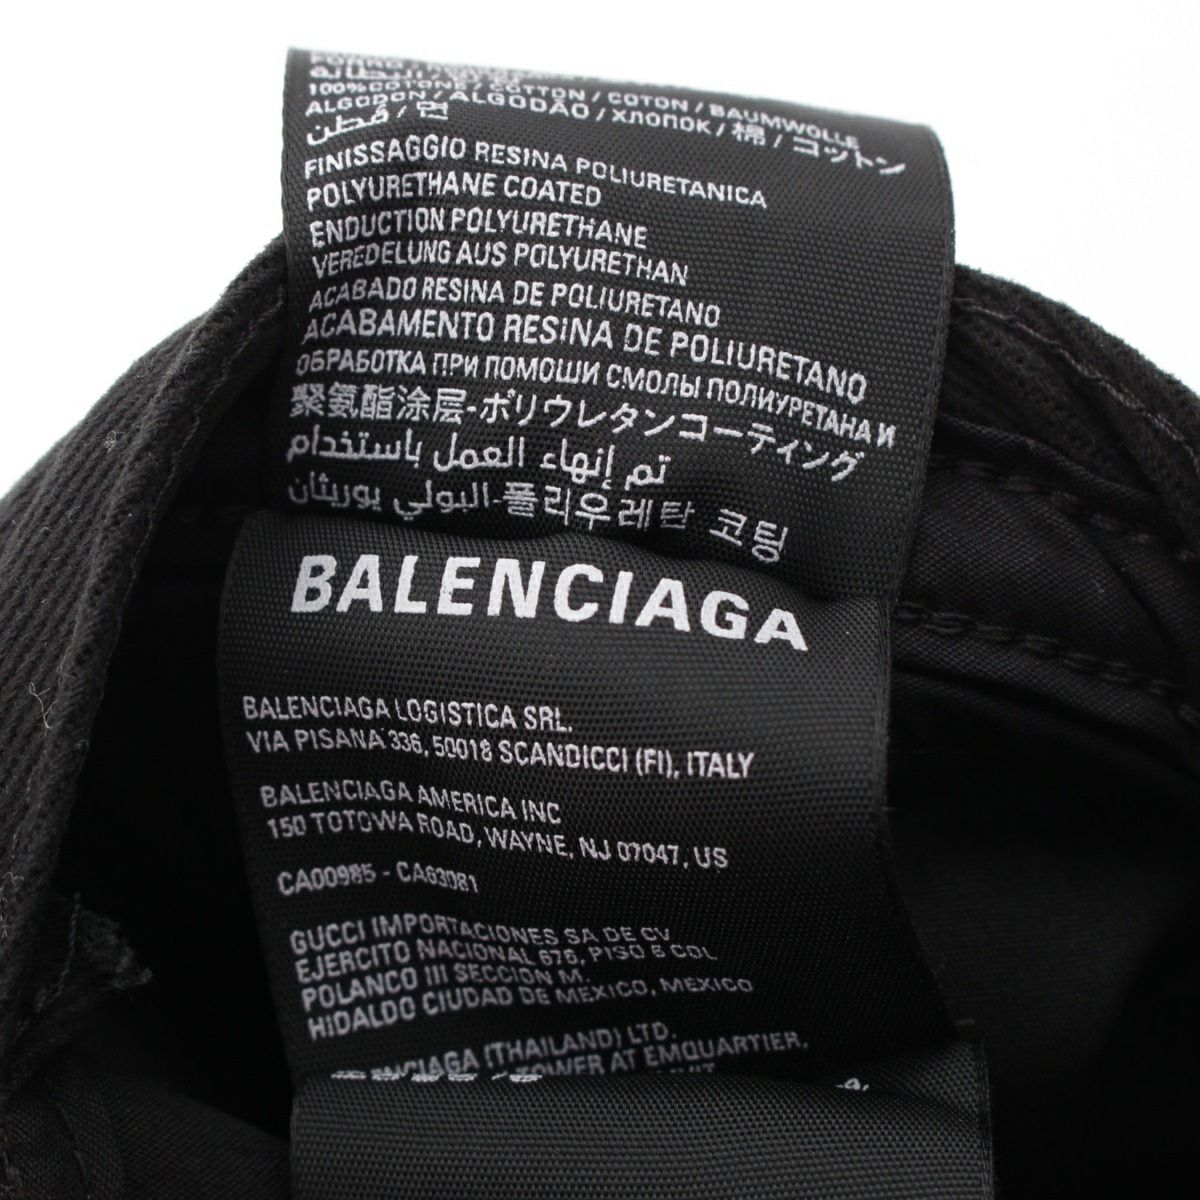 البطانة
100%COTONE / COTTON / COTON / BAUMWOLLE
ALGODON / ALGODÃO / ХЛОПОК / 棉 / コットン
قطن / 면
FINISSAGGIO RESINA POLIURETANICA
POLYURETHANE COATED
ENDUCTION POLYURETHANE
VEREDELUNG AUS POLYURETHAN
ACABADO RESINA DE POLIURETANO
ACABAMENTO RESINA DE POLIURETANO
ОБРАБОТКА ПРИ ПОМОШИ СМОЛЫ ПОЛИУРЕТАНА И
聚氨酯涂层-ポリウレタンコーティング
تم إنهاء العمل باستخدام
البولي يوريثان-폴리우레탄 코팅
BALENCIAGA
BALENCIAGA LOGISTICA SRL.
VIA PISANA 336, 50018 SCANDICCI (FI), ITALY
BALENCIAGA AMERICA INC
150 TOTOWA ROAD, WAYNE, NJ 07047, US
CA00985 - CA63081
GUCCI IMPORTACIONES SA DE CV
EJERCITO NACIONAL 676, PISO 6 COL
POLANCO III SECCION M.
HIDALGO CIUDAD DE MEXICO, MEXICO
ENCIAGA (THAILAND) LTD.
TOWER AT EMQUARTIER,